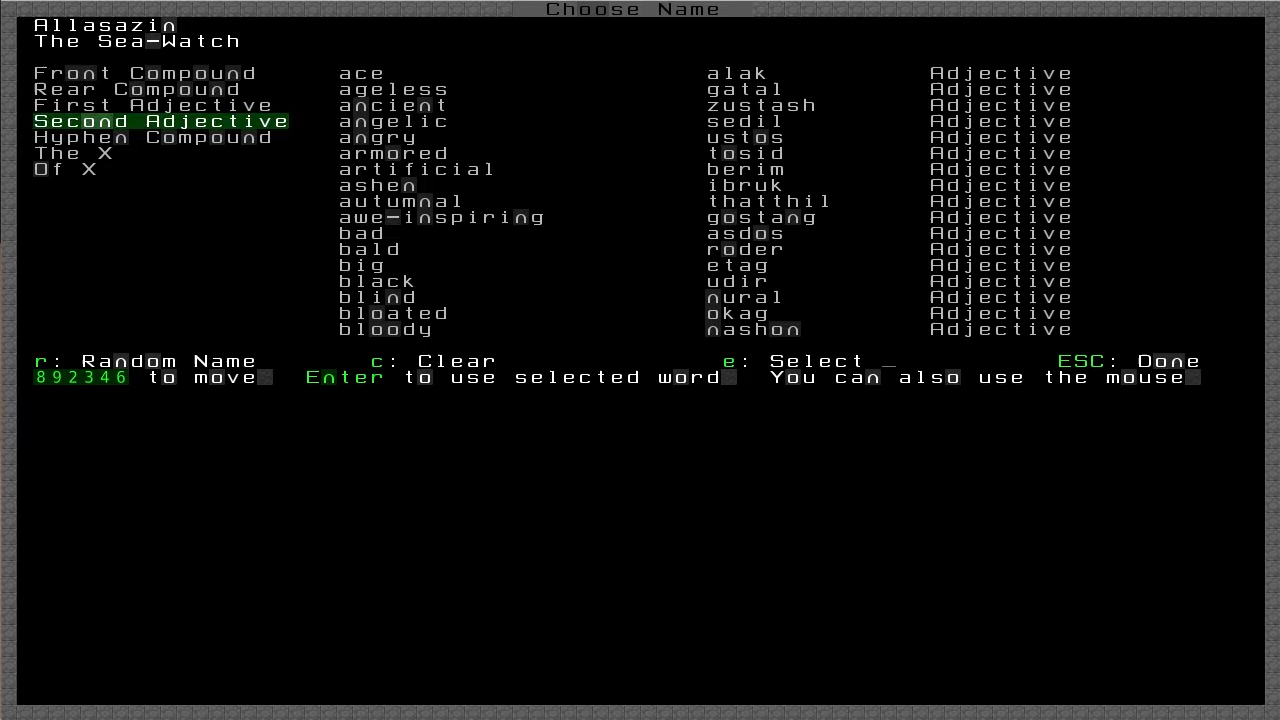 Choose Name
Allasazin
The Sea-Watch
Front Compound ace alak Adjective
Rear Compound ageless gatal Adjective
First Adjective ancient zustash Adjective
Second Adjective angelic sedil Adjective
Hyphen Compound angry ustos Adjective
The X armored tosid Adjective
Of X artificial berim Adjective
ashen ibruk Adjective
autumnal thatthil Adjective
awe-inspiring gostang Adjective
bad asdos Adjective
bald roder Adjective
big etag Adjective
black udir Adjective
blind nural Adjective
bloated okag Adjective
bloody nashon Adjective
r: Random Name c: Clear e: Select _ ESC: Done
892346 to move Enter to use selected word You can also use the mouse